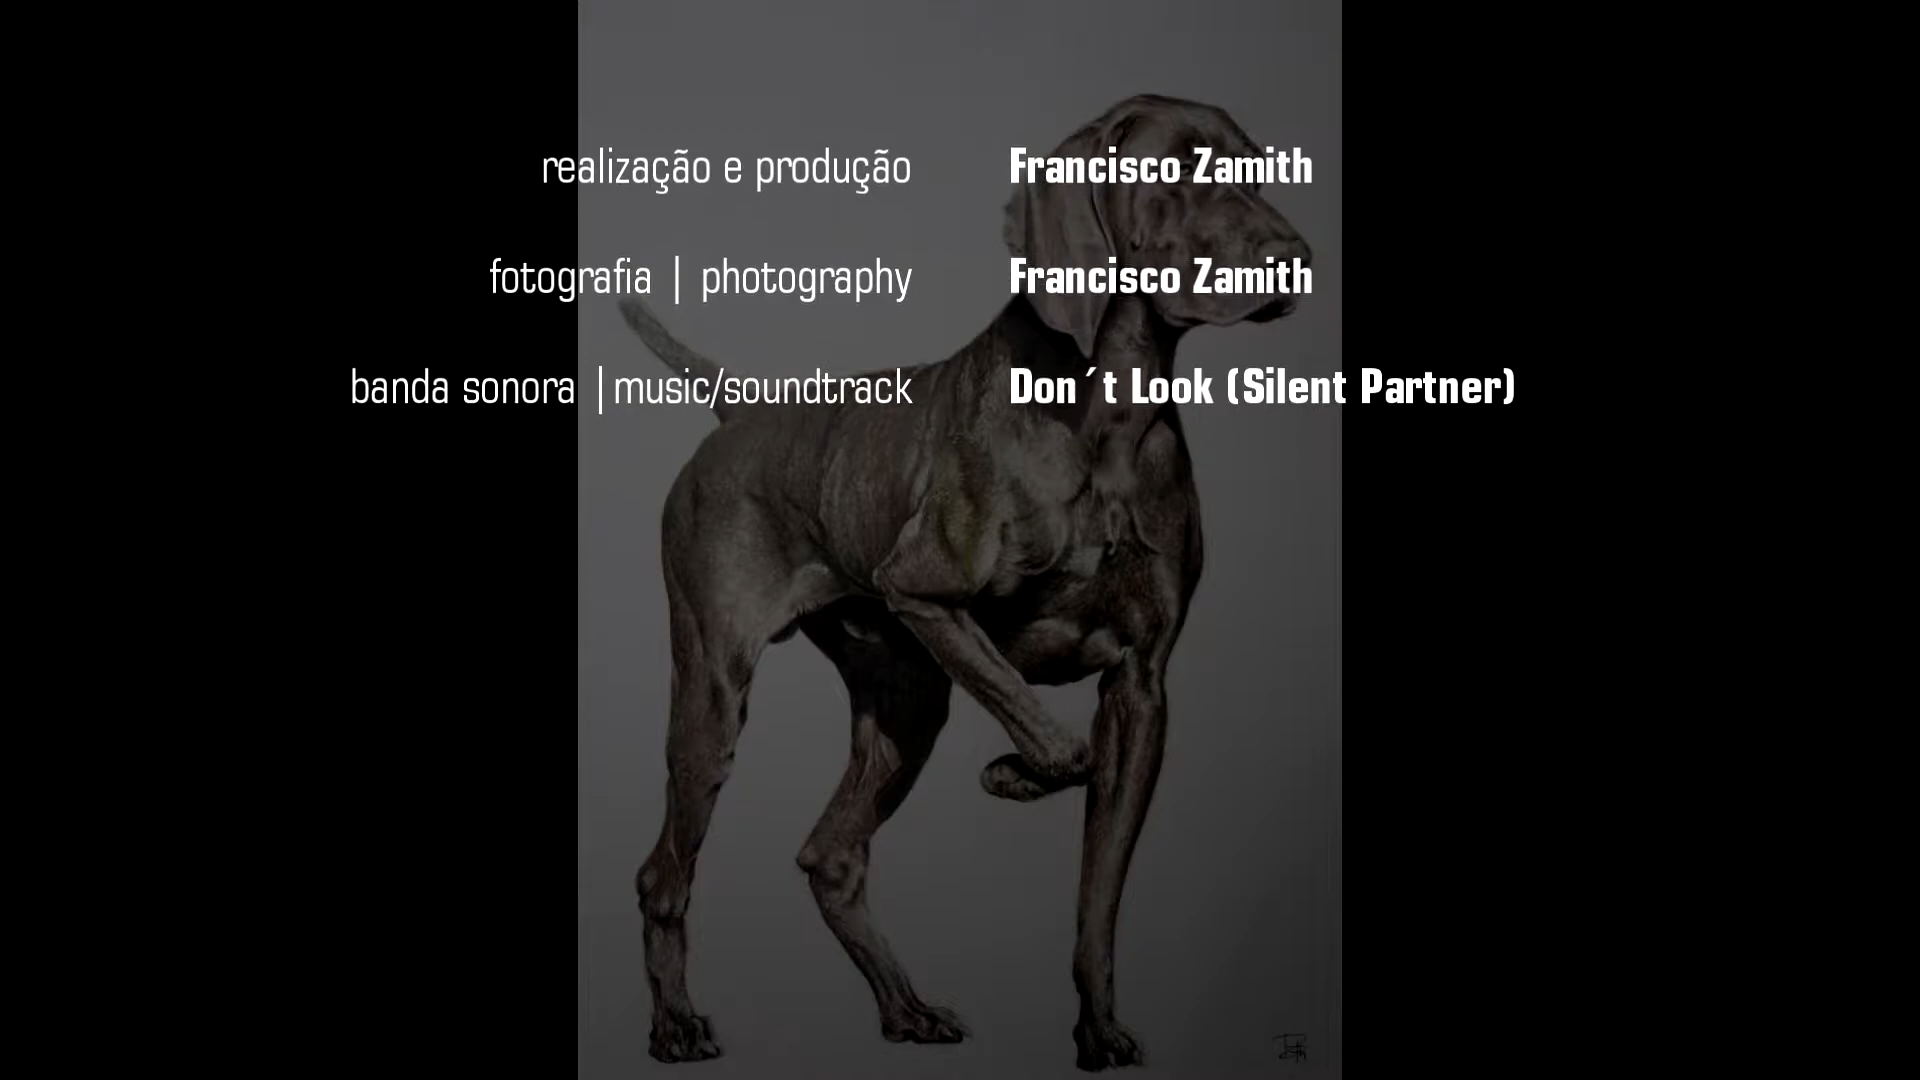 realização e produção Francisco Zamith
fotografia | photography Francisco Zamith
banda sonora |music/soundtrack Don´t Look (Silent Partner)